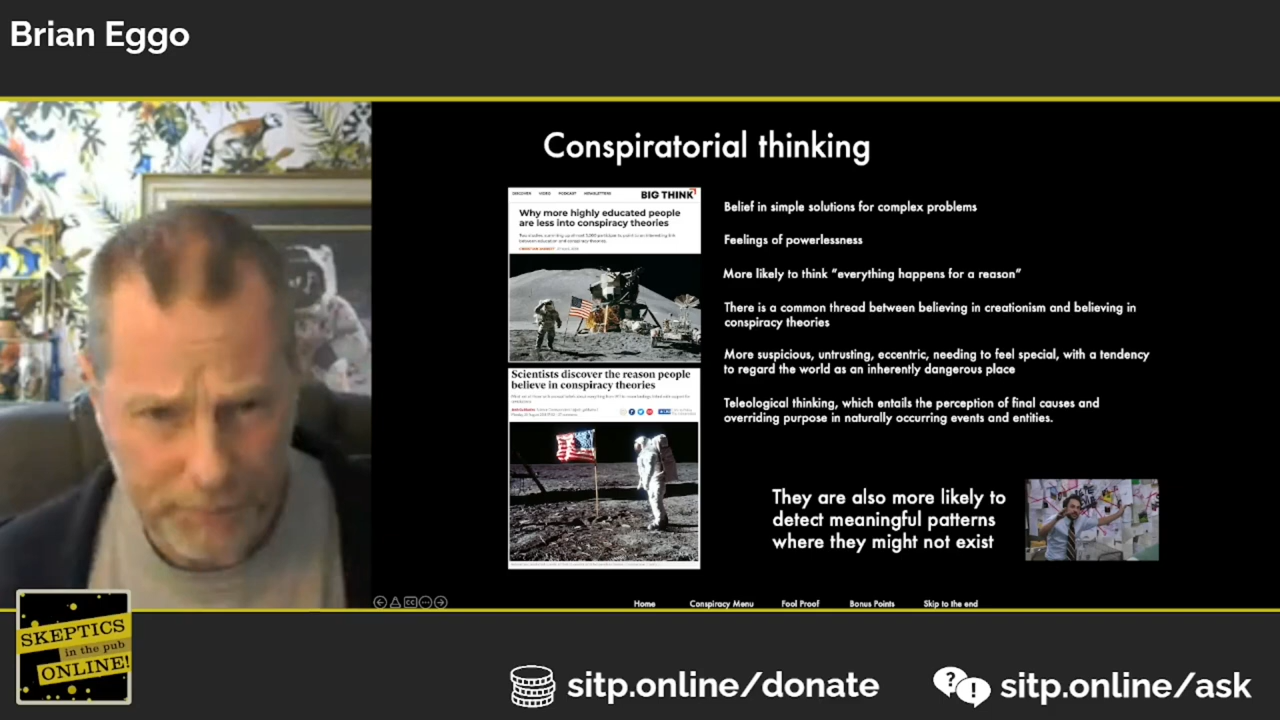 Brian Eggo
Conspiratorial thinking
DISCOVER VIDEO PODCAST NEWSLETTERS
BIG THINK
Why more highly educated people
are less into conspiracy theories
Scientists discover the reason people
believe in conspiracy theories
Belief in simple solutions for complex problems
Feelings of powerlessness
More likely to think “everything happens for a reason”
There is a common thread between believing in creationism and believing in
conspiracy theories
More suspicious, untrusting, eccentric, needing to feel special, with a tendency
to regard the world as an inherently dangerous place
Teleological thinking, which entails the perception of final causes and
overriding purpose in naturally occurring events and entities.
They are also more likely to
detect meaningful patterns
where they might not exist
Home Conspiracy Menu Fool Proof Bonus Points Skip to the end
SKEPTICS
in the pub
ONLINE!
sitp.online/donate
sitp.online/ask